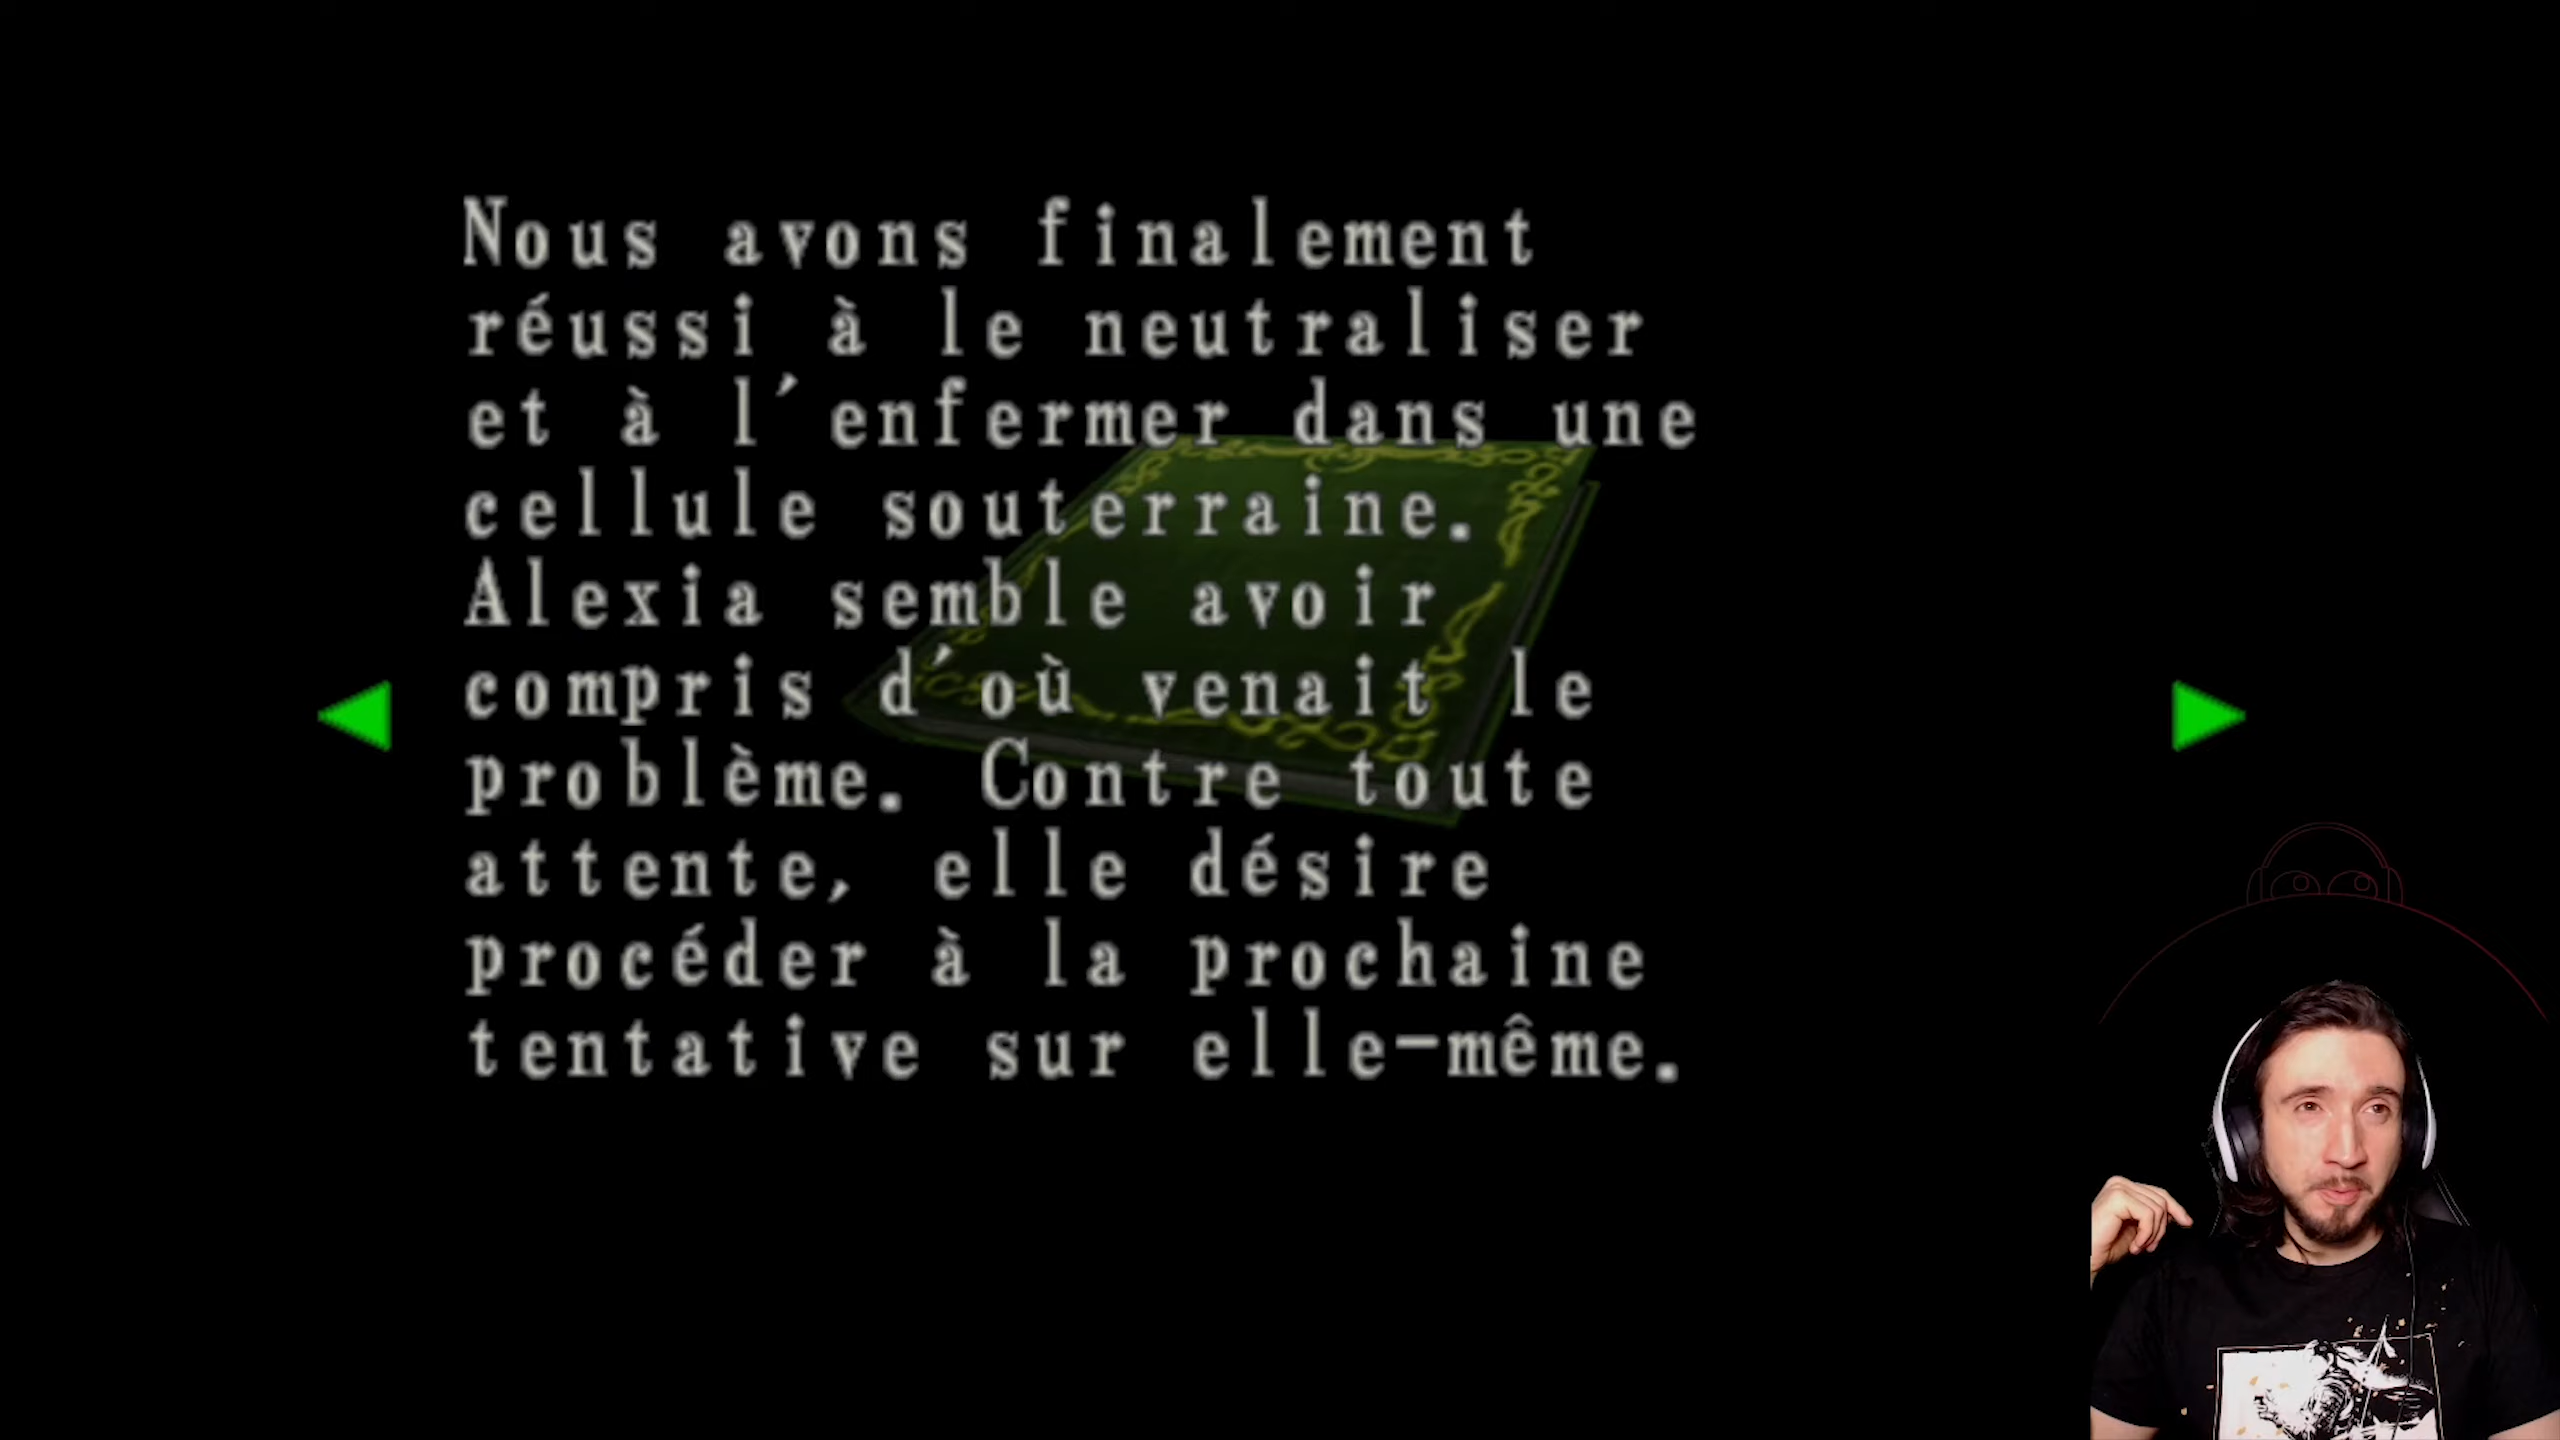 Nous avons finalement
réussi à le neutraliser
et à l'enfermer dans une
cellule souterraine.
Alexia semble avoir
compris d'où venait le
problème. Contre toute
attente, elle désire
procéder à la prochaine
tentative sur elle-même.